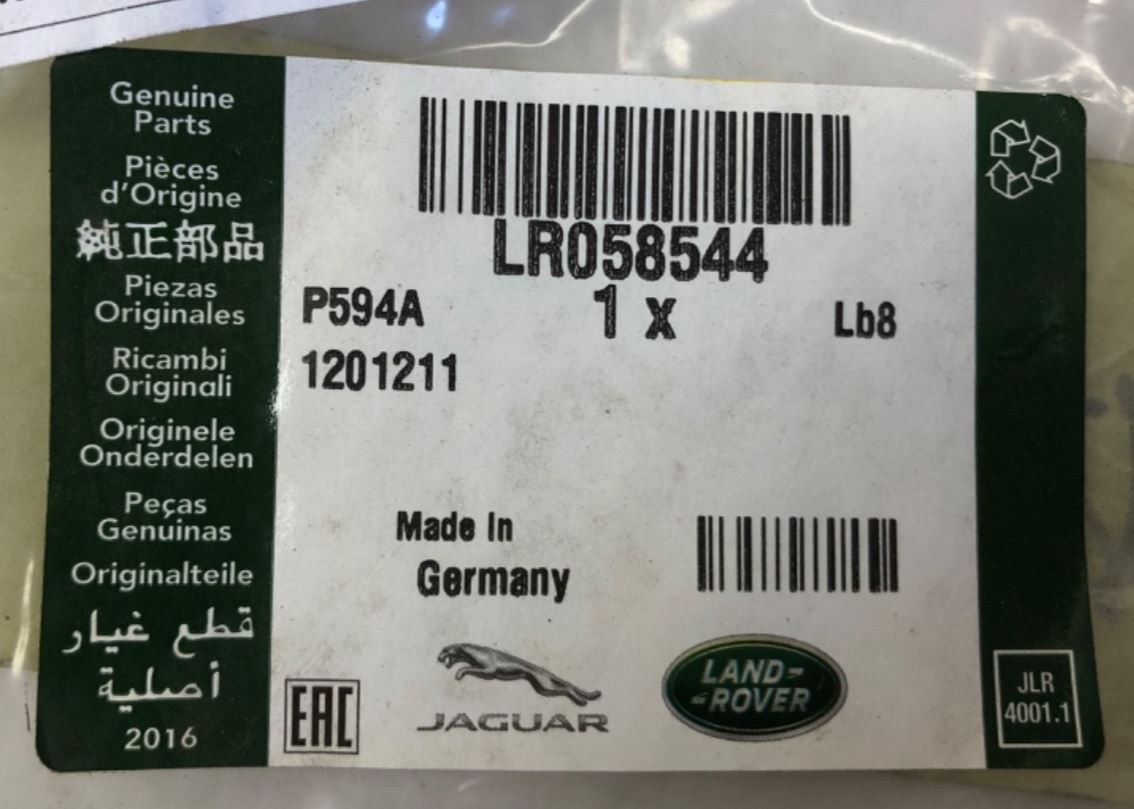 Genuine
Parts
Pièces
d'Origine
純正部品
Piezas
Originales
Ricambi
Originali
Originele
Onderdelen
Peças
Genuinas
Originalteile
قطع غيار
أصلية
2016
LR058544
P594A 1 x Lb8
1201211
Made In
Germany
EAC
JAGUAR
LAND-
-ROVER
JLR
4001.1